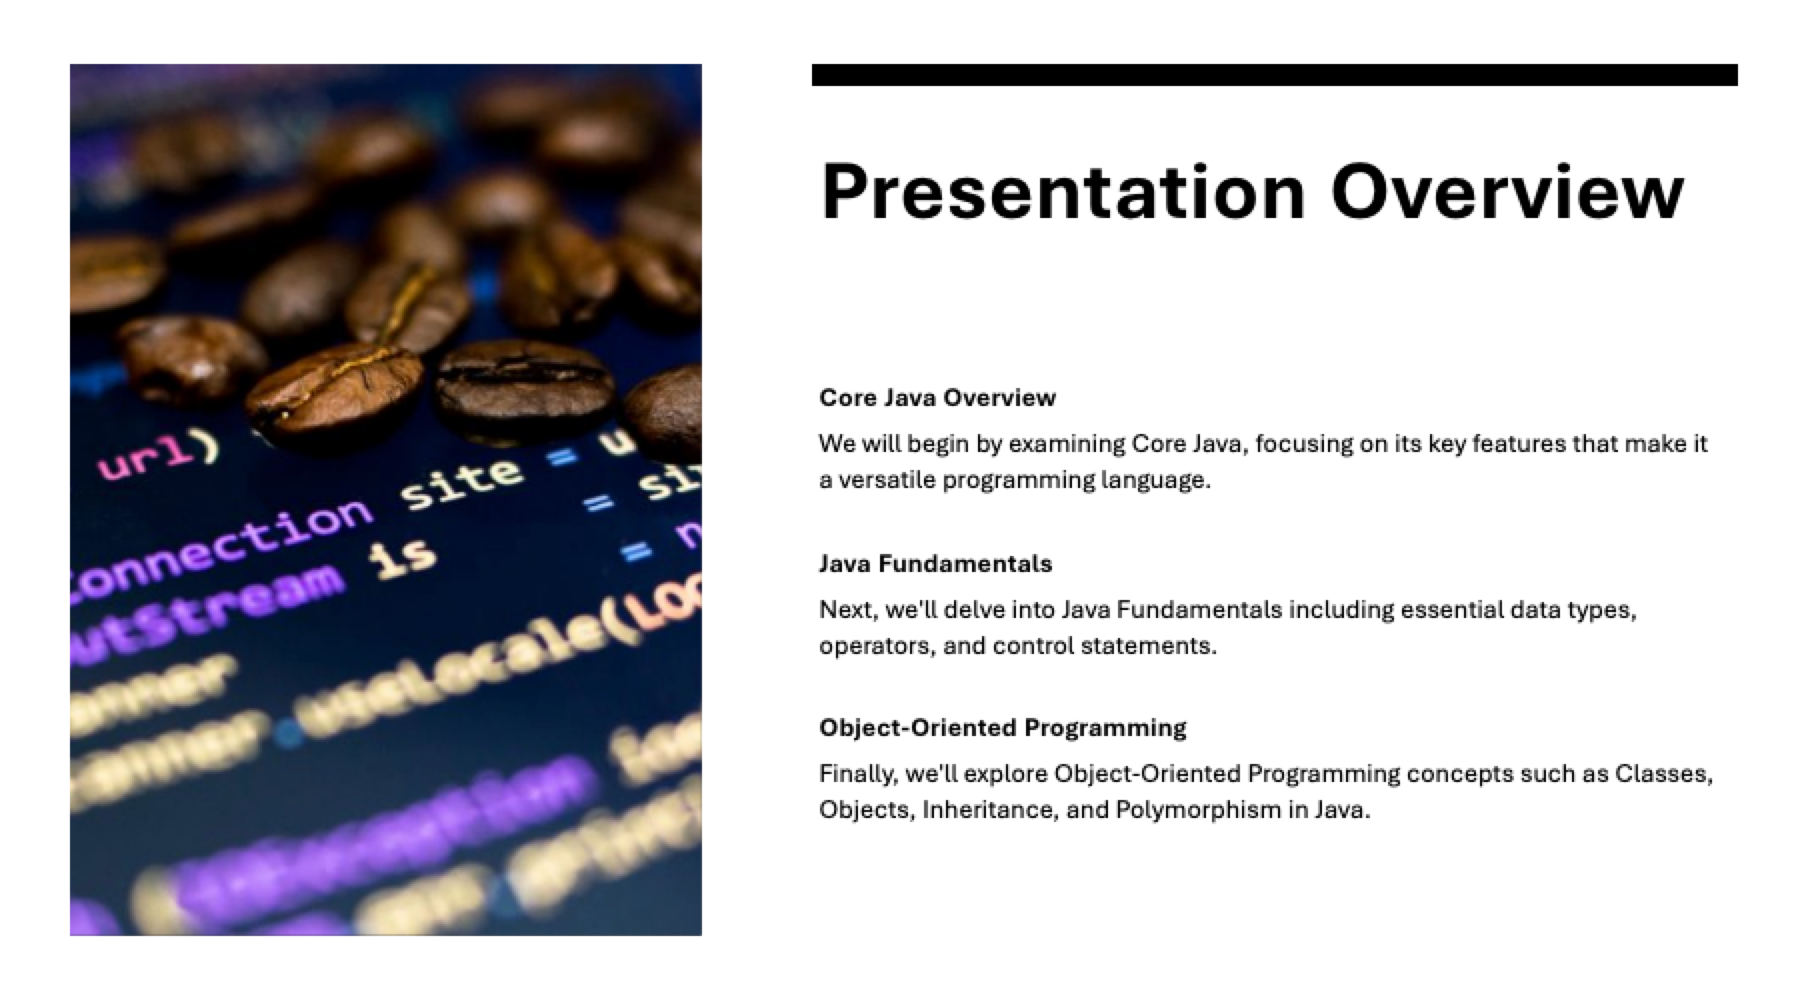 Presentation Overview
Core Java Overview
We will begin by examining Core Java, focusing on its key features that make it
a versatile programming language.
Java Fundamentals
Next, we'll delve into Java Fundamentals including essential data types,
operators, and control statements.
Object-Oriented Programming
Finally, we'll explore Object-Oriented Programming concepts such as Classes,
Objects, Inheritance, and Polymorphism in Java.
url)
site = u
= si
onnection
= n
utStream is
.useLocale(LOC